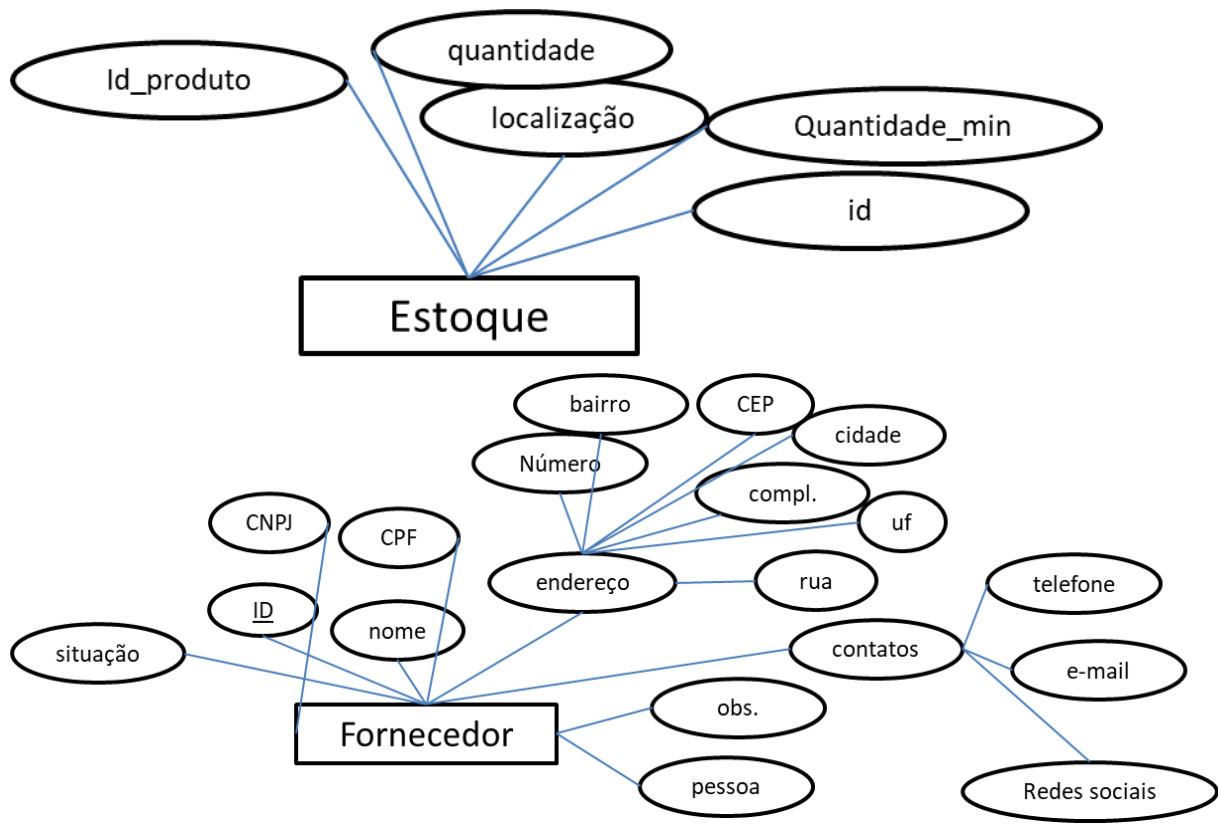 quantidade
Id_produto
localização
Quantidade_min
id
Estoque
bairro
CEP
cidade
Número
compl.
CNPJ
CPF
uf
endereço
rua
telefone
ID
nome
situação
contatos
e-mail
obs.
Fornecedor
pessoa
Redes sociais